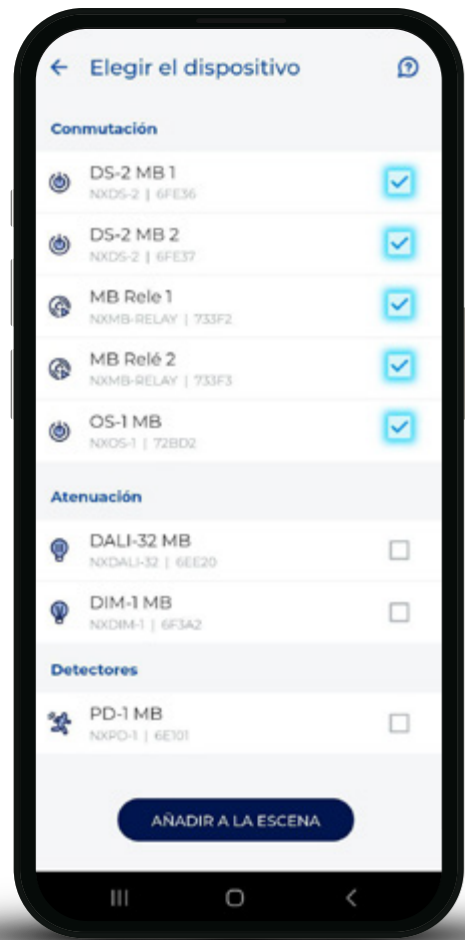 Elegir el dispositivo
Conmutación
DS-2 MB 1
NXDS-2 | 6FE36
DS-2 MB 2
NXDS-2 | 6FE37
MB Rele 1
NXMB-RELAY | 733F2
MB Relé 2
NXMB-RELAY | 733F3
OS-1 MB
NXOS-1 | 72BD2
Atenuación
DALI-32 MB
NXDALI-32 | 6EE20
DIM-1 MB
NXDIM-1 | 6F3A2
Detectores
PD-1 MB
NXPD-1 | 6E101
AÑADIR A LA ESCENA